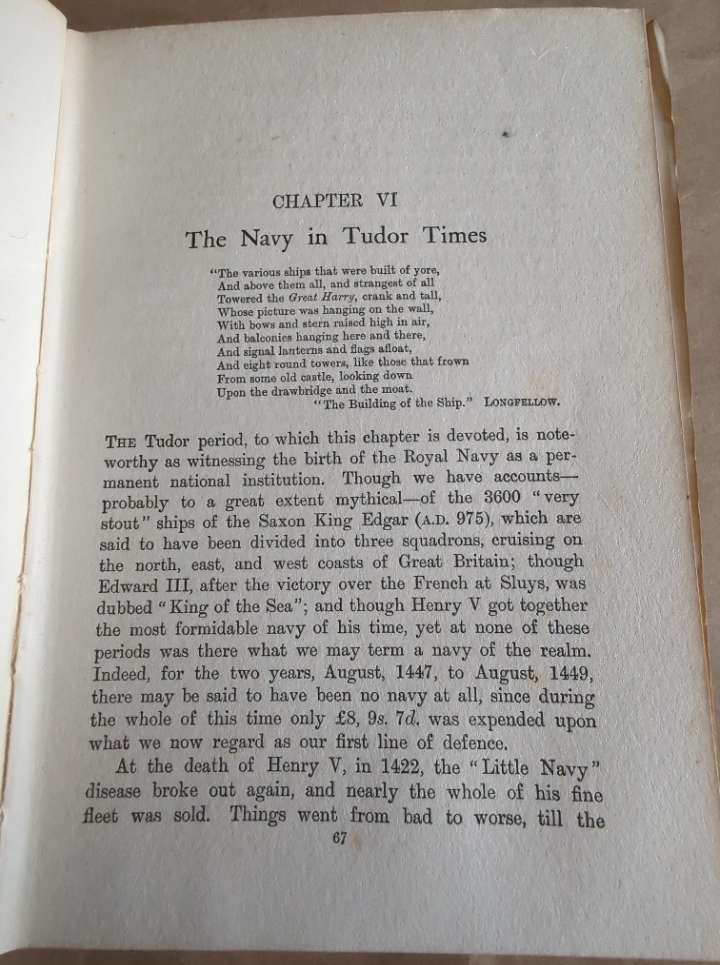 CHAPTER VI
The Navy in Tudor Times
"The various ships that were built of yore,
And above them all, and strangest of all
Towered the Great Harry, crank and tall,
Whose picture was hanging on the wall,
With bows and stern raised high in air,
And balconies hanging here and there,
And signal lanterns and flags afloat,
And eight round towers, like those that frown
From some old castle, looking down
Upon the drawbridge and the moat.
"The Building of the Ship." LONGFELLOW.
THE Tudor period, to which this chapter is devoted, is note-
worthy as witnessing the birth of the Royal Navy as a per-
manent national institution. Though we have accounts—
probably to a great extent mythical—of the 3600 "very
stout" ships of the Saxon King Edgar (A.D. 975), which are
said to have been divided into three squadrons, cruising on
the north, east, and west coasts of Great Britain; though
Edward III, after the victory over the French at Sluys, was
dubbed "King of the Sea"; and though Henry V got together
the most formidable navy of his time, yet at none of these
periods was there what we may term a navy of the realm.
Indeed, for the two years, August, 1447, to August, 1449,
there may be said to have been no navy at all, since during
the whole of this time only £8, 9s. 7d. was expended upon
what we now regard as our first line of defence.
At the death of Henry V, in 1422, the "Little Navy"
disease broke out again, and nearly the whole of his fine
fleet was sold. Things went from bad to worse, till the
67